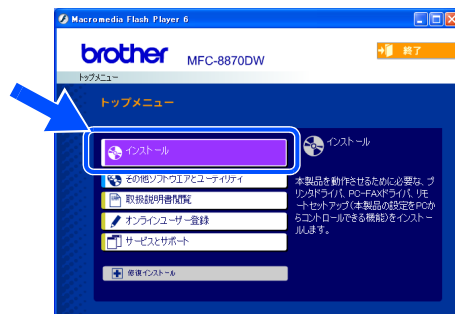 Macromedia Flash Player 6
brother MFC-8870DW
終了
トップメニュー
トップメニュー
インストール
その他ソフトウェアとユーティリティ
取扱説明書閲覧
オンラインユーザー登録
サービスとサポート
修復インストール
インストール
本製品を動作させるために必要な、プ
リンタドライバ、PC-FAXドライバ、リモ
ートセットアップ（本製品の設定をPCか
らコントロールできる機能）をインストー
ルします。